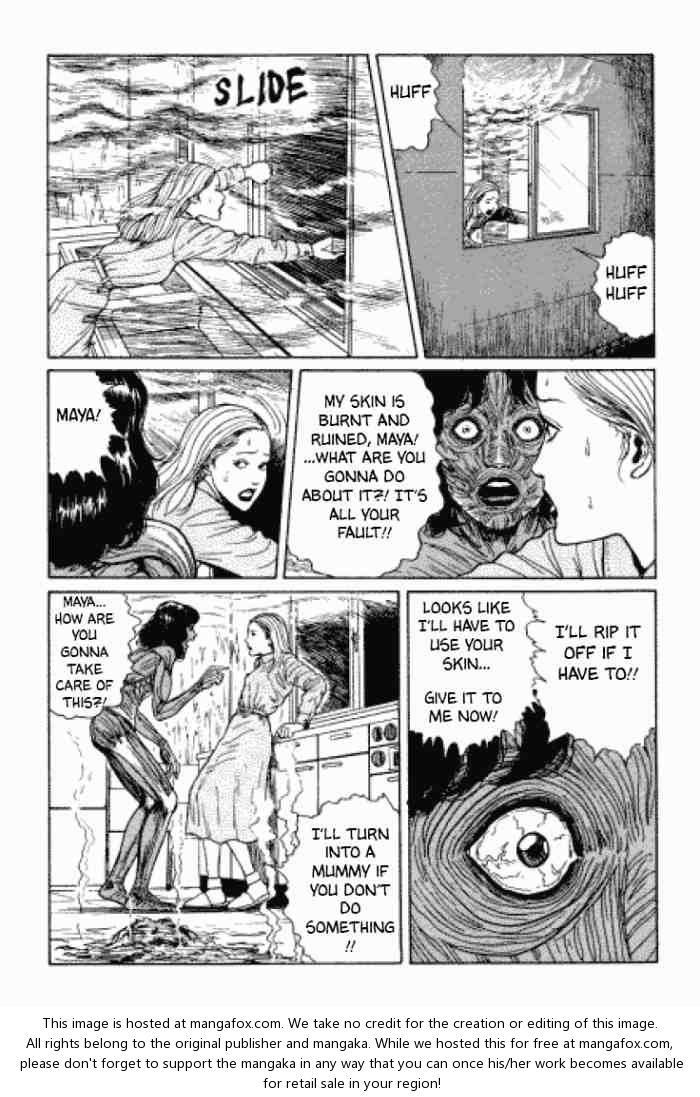 SLIDE
HUFF
HUFF
HUFF
MAYA!
MY SKIN IS
BURNT AND
RUINED, MAYA!
...WHAT ARE YOU
GONNA DO
ABOUT IT?! IT'S
ALL YOUR
FAULT!!
MAYA...
HOW ARE
YOU
GONNA
TAKE
CARE OF
THIS?!
I'LL TURN
INTO A
MUMMY IF
YOU DON'T
DO
SOMETHING
!!
LOOKS LIKE
I'LL HAVE TO
USE YOUR
SKIN...
GIVE IT TO
ME NOW!
I'LL RIP IT
OFF IF I
HAVE TO!!
This image is hosted at mangafox.com. We take no credit for the creation or editing of this image.
All rights belong to the original publisher and mangaka. While we hosted this for free at mangafox.com,
please don't forget to support the mangaka in any way that you can once his/her work becomes available
for retail sale in your region!